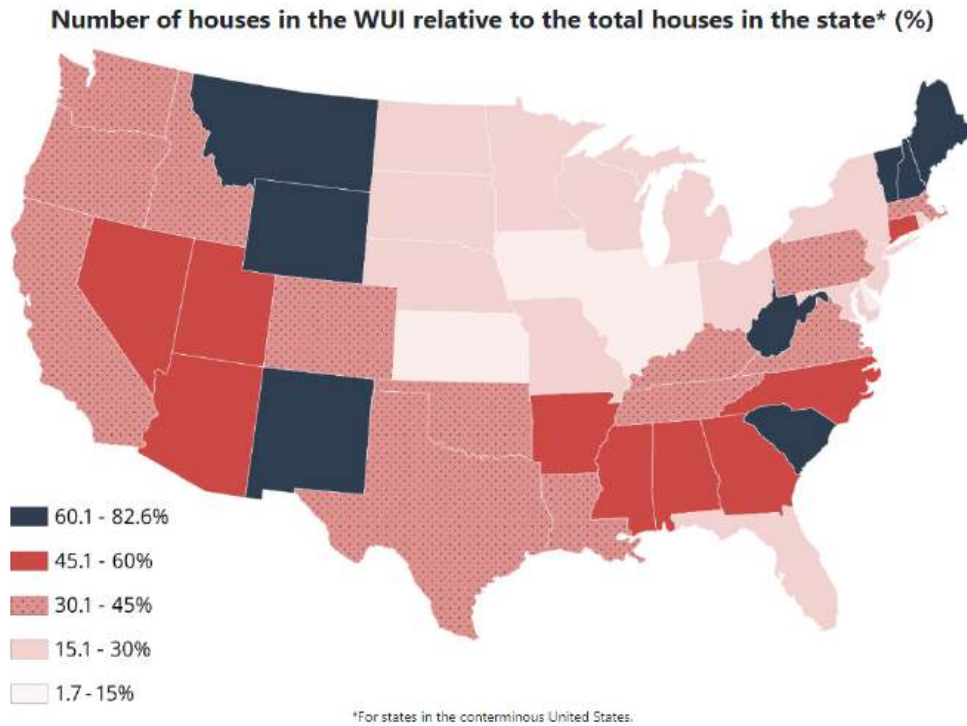 Number of houses in the WUI relative to the total houses in the state* (%)
60.1 - 82.6%
45.1 - 60%
30.1 - 45%
15.1 - 30%
1.7 - 15%
*For states in the conterminous United States.